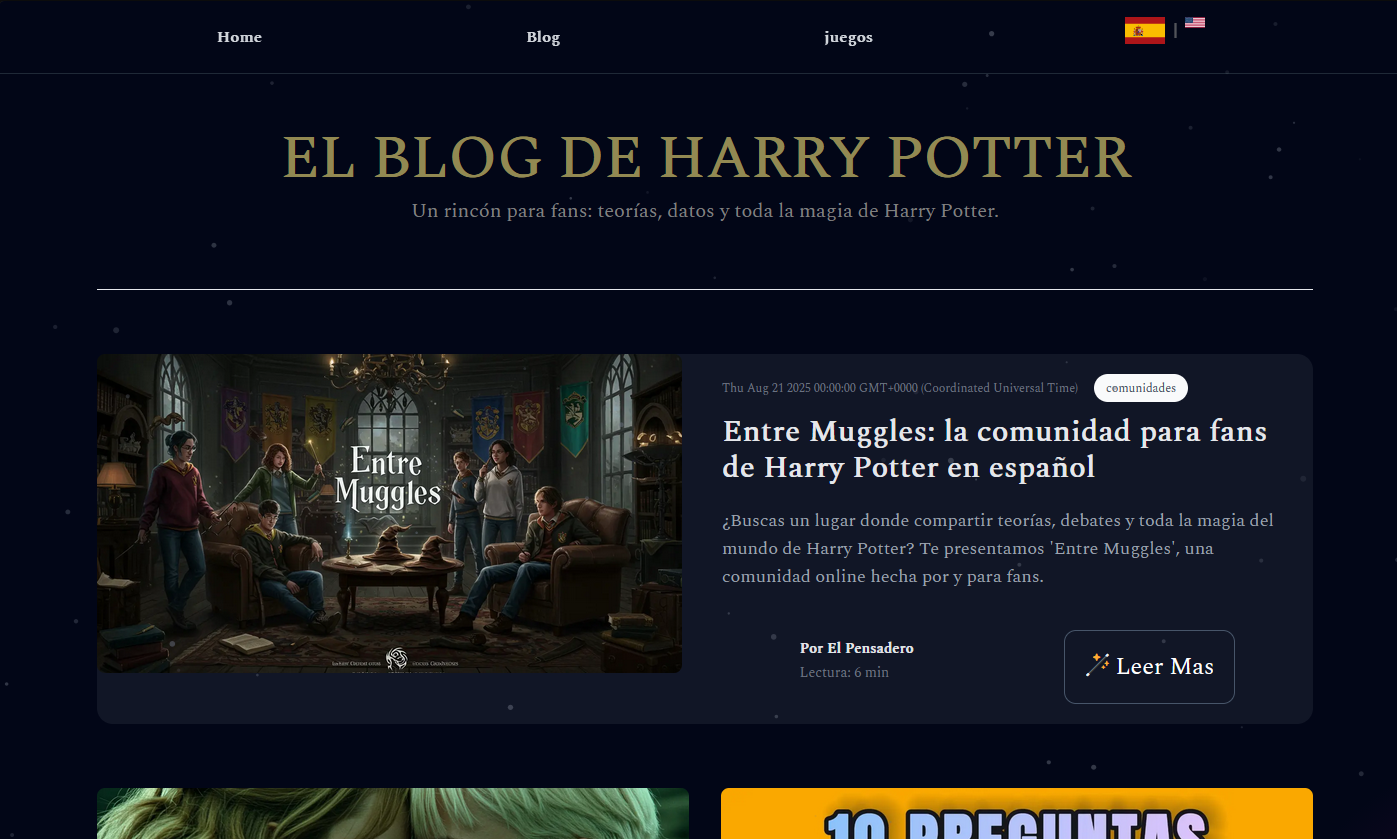 Home
Blog
juegos
|
EL BLOG DE HARRY POTTER
Un rincón para fans: teorías, datos y toda la magia de Harry Potter.
Entre
Muggles
Thu Aug 21 2025 00:00:00 GMT+0000 (Coordinated Universal Time)
comunidades
Entre Muggles: la comunidad para fans
de Harry Potter en español
¿Buscas un lugar donde compartir teorías, debates y toda la magia del
mundo de Harry Potter? Te presentamos 'Entre Muggles', una
comunidad online hecha por y para fans.
Por El Pensadero
Lectura: 6 min
Leer Mas
10 PREGUNTAS